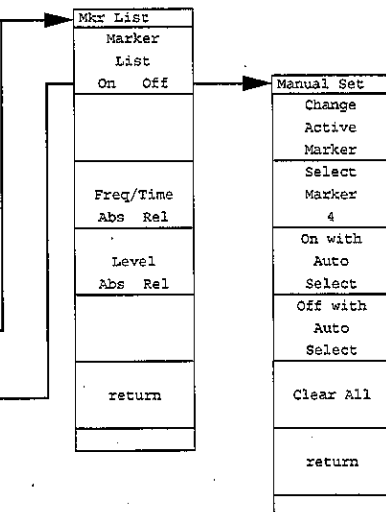 Mkr List
Marker
List
On Off
Freq/Time
Abs Rel
Level
Abs Rel
return
Manual Set
Change
Active
Marker
Select
Marker
4
On with
Auto
Select
Off with
Auto
Select
Clear All
return